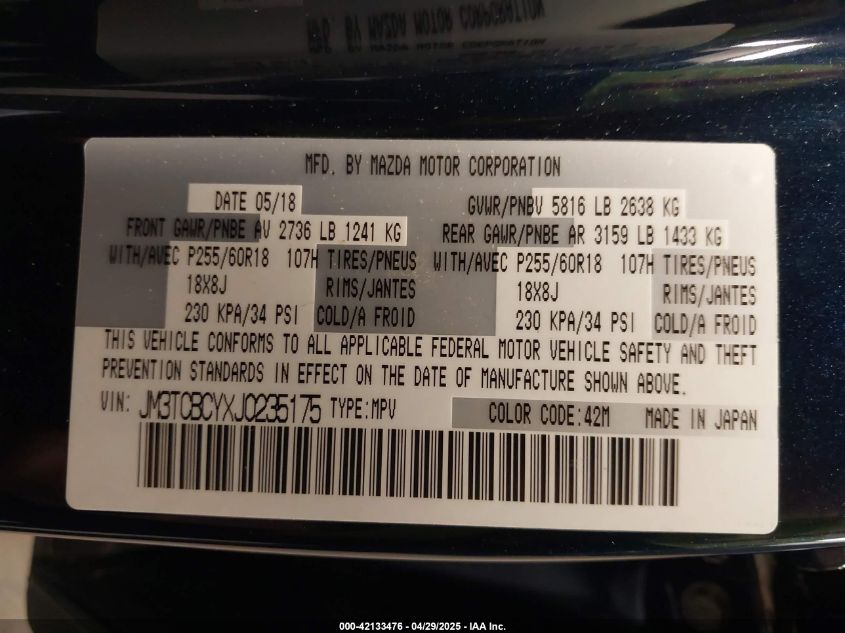 MFD. BY MAZDA MOTOR CORPORATION
DATE 05/18 GVWR/PNBV 5816 LB 2638 KG
FRONT GAWR/PNBE AV 2736 LB 1241 KG REAR GAWR/PNBE AR 3159 LB 1433 KG
WITH/AVEC P255/60R18 107H TIRES/PNEUS WITH/AVEC P255/60R18 107H TIRES/PNEUS
18X8J RIMS/JANTES 18X8J RIMS/JANTES
230 KPA/34 PSI COLD/A FROID 230 KPA/34 PSI COLD/A FROID
THIS VEHICLE CONFORMS TO ALL APPLICABLE FEDERAL MOTOR VEHICLE SAFETY AND THEFT
PREVENTION STANDARDS IN EFFECT ON THE DATE OF MANUFACTURE SHOWN ABOVE.
VIN: JM3TCBCYXJ0235175 TYPE:MPV COLOR CODE:42M MADE IN JAPAN
000-42133476 - 04/29/2025 - IAA Inc.